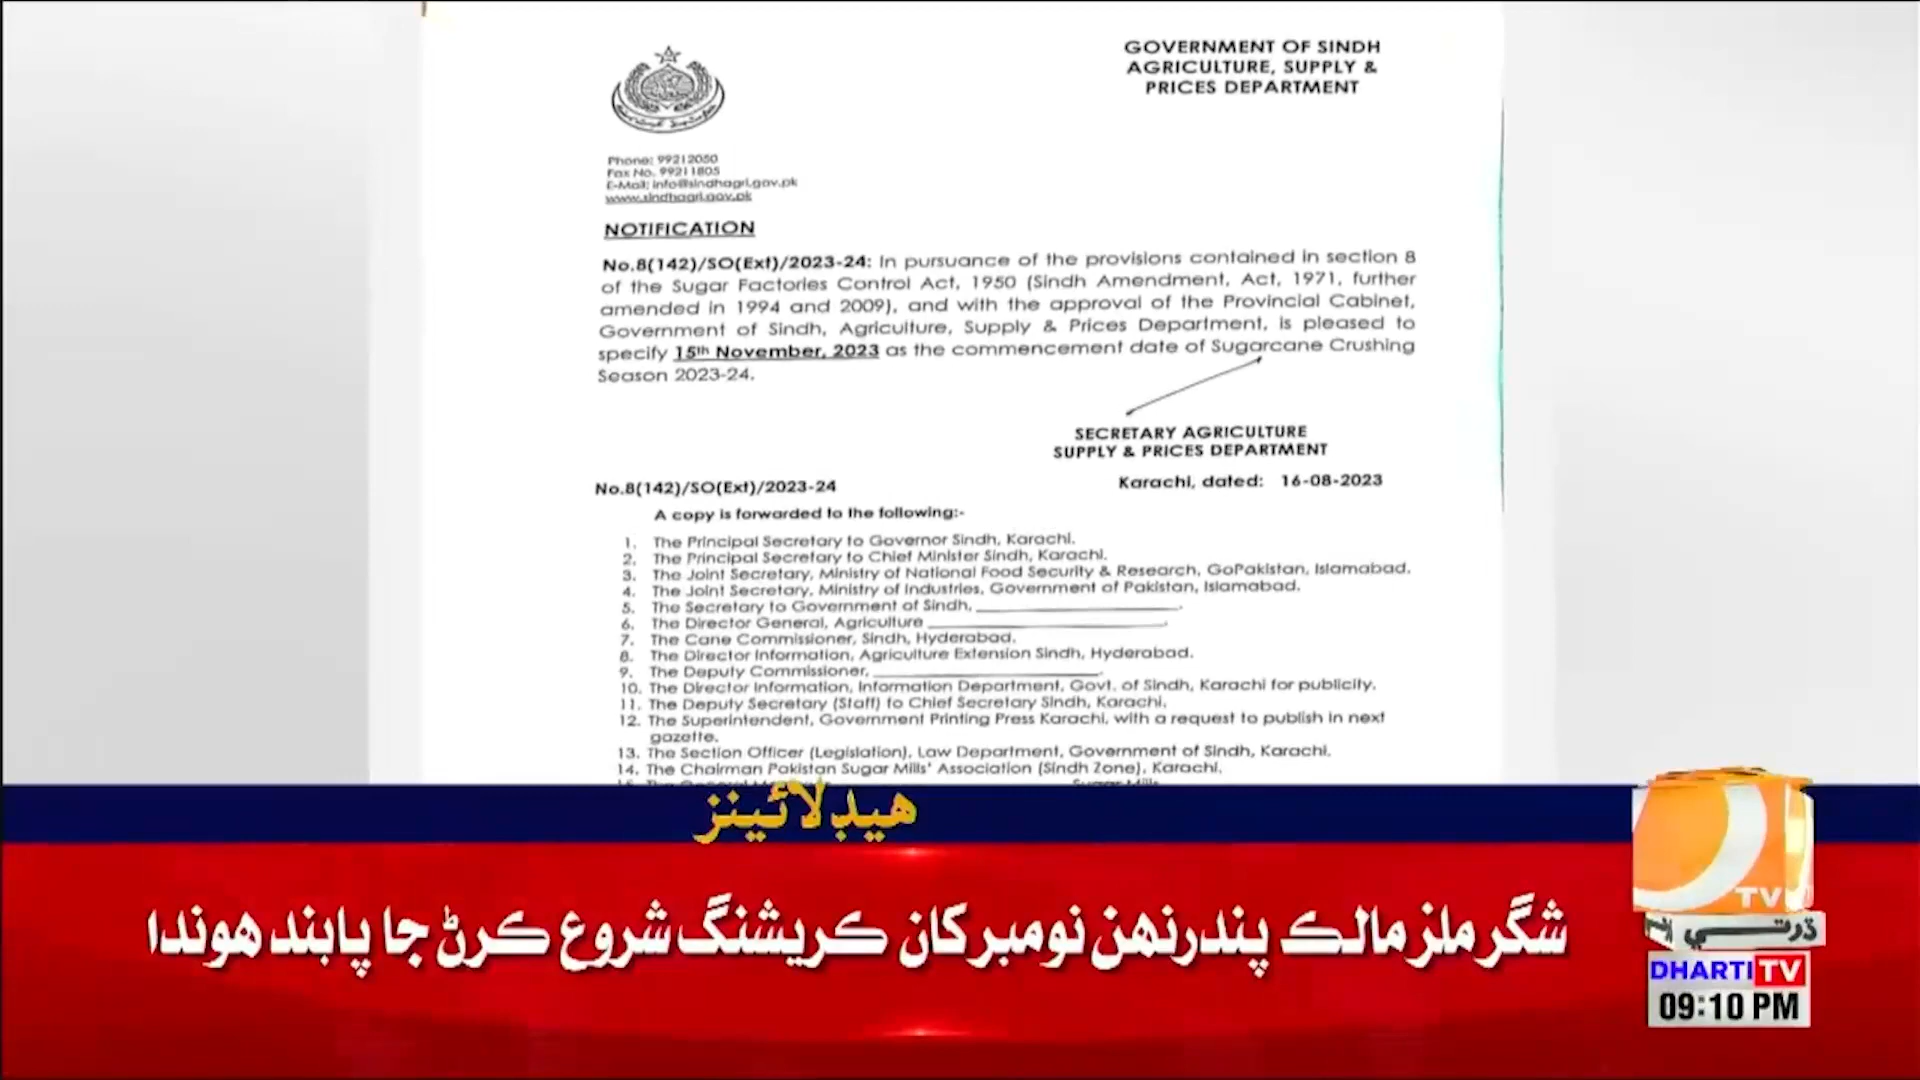 GOVERNMENT OF SINDH
AGRICULTURE, SUPPLY &
PRICES DEPARTMENT
Phone: 99212050
Fax No. 99211805
E-Mail: info@sindhagri.gov.pk
www.sindhagri.gov.pk
NOTIFICATION
No.8(142)/SO(Ext)/2023-24: In pursuance of the provisions contained in section 8
of the Sugar Factories Control Act, 1950 (Sindh Amendment, Act, 1971, further
amended in 1994 and 2009), and with the approval of the Provincial Cabinet,
Government of Sindh, Agriculture, Supply & Prices Department, is pleased to
specify 15th November, 2023 as the commencement date of Sugarcane Crushing
Season 2023-24.
SECRETARY AGRICULTURE
SUPPLY & PRICES DEPARTMENT
No.8(142)/SO(Ext)/2023-24
Karachi, dated: 16-08-2023
A copy is forwarded to the following:-
1. The Principal Secretary to Governor Sindh, Karachi.
2. The Principal Secretary to Chief Minister Sindh, Karachi.
3. The Joint Secretary, Ministry of National Food Security & Research, GoPakistan, Islamabad.
4. The Joint Secretary, Ministry of Industries, Government of Pakistan, Islamabad.
5. The Secretary to Government of Sindh, ____________________.
6. The Director General, Agriculture ____________________.
7. The Cane Commissioner, Sindh, Hyderabad.
8. The Director Information, Agriculture Extension Sindh, Hyderabad.
9. The Deputy Commissioner, ____________________.
10. The Director Information, Information Department, Govt. of Sindh, Karachi for publicity.
11. The Deputy Secretary (Staff) to Chief Secretary Sindh, Karachi.
12. The Superintendent, Government Printing Press Karachi, with a request to publish in next
gazette.
13. The Section Officer (Legislation), Law Department, Government of Sindh, Karachi.
14. The Chairman Pakistan Sugar Mills' Association (Sindh Zone), Karachi.
هيڊلائينز
شگر ملز مالڪ پندرنهن نومبر کان ڪريشنگ شروع ڪرڻ جا پابند هوندا
TV
ڌرتي
DHARTI TV
09:10 PM